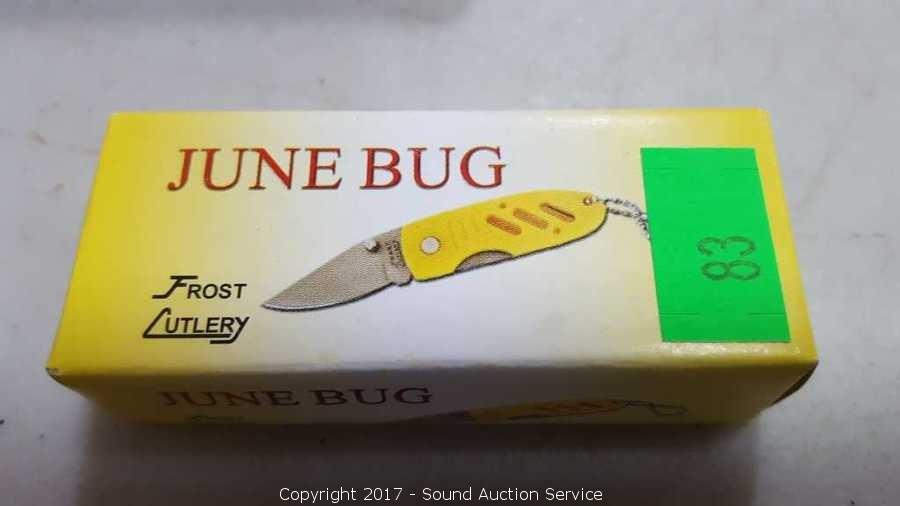 JUNE BUG
FROST
CUTLERY
83
JUNE BUG
Copyright 2017 - Sound Auction Service